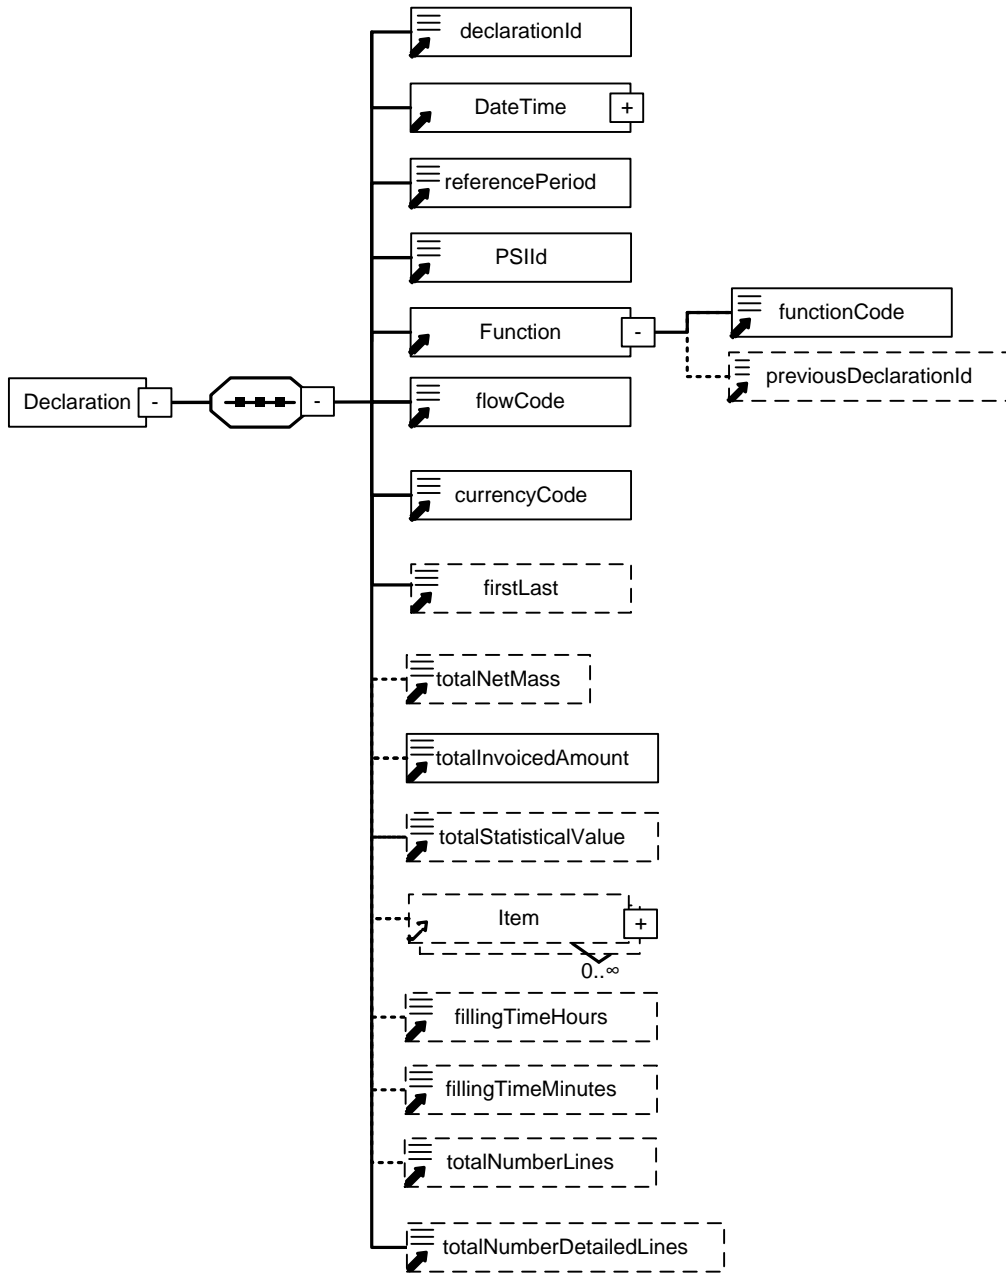 declarationId
DateTime +
referencePeriod
PSIId
Function -
functionCode
previousDeclarationId
Declaration - -
flowCode
currencyCode
firstLast
totalNetMass
totalInvoicedAmount
totalStatisticalValue
Item +
0..∞
fillingTimeHours
fillingTimeMinutes
totalNumberLines
totalNumberDetailedLines